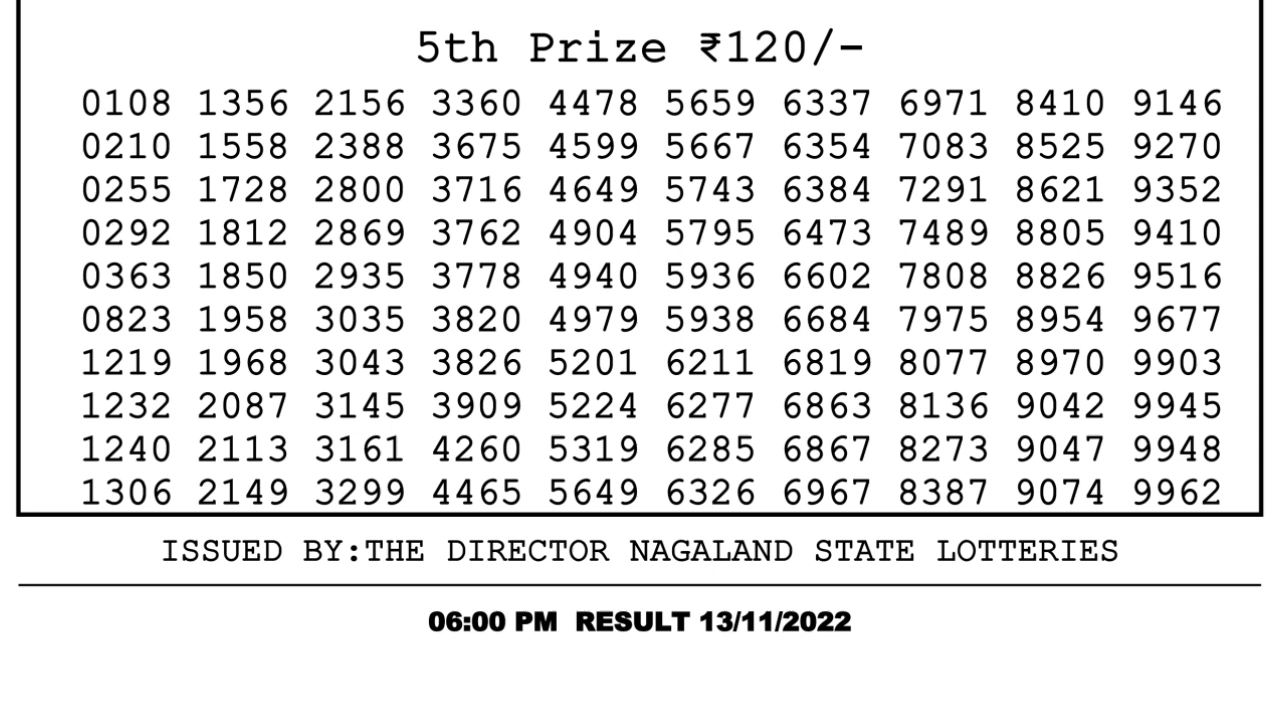 5th Prize ₹120/-
0108 1356 2156 3360 4478 5659 6337 6971 8410 9146
0210 1558 2388 3675 4599 5667 6354 7083 8525 9270
0255 1728 2800 3716 4649 5743 6384 7291 8621 9352
0292 1812 2869 3762 4904 5795 6473 7489 8805 9410
0363 1850 2935 3778 4940 5936 6602 7808 8826 9516
0823 1958 3035 3820 4979 5938 6684 7975 8954 9677
1219 1968 3043 3826 5201 6211 6819 8077 8970 9903
1232 2087 3145 3909 5224 6277 6863 8136 9042 9945
1240 2113 3161 4260 5319 6285 6867 8273 9047 9948
1306 2149 3299 4465 5649 6326 6967 8387 9074 9962
ISSUED BY:THE DIRECTOR NAGALAND STATE LOTTERIES
06:00 PM RESULT 13/11/2022